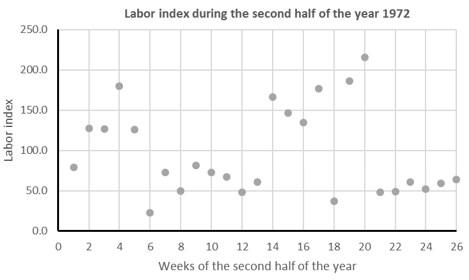 Labor index during the second half of the year 1972
250.0
200.0
150.0
100.0
50.0
0.0
Labor index
0 2 4 6 8 10 12 14 16 18 20 22 24 26
Weeks of the second half of the year